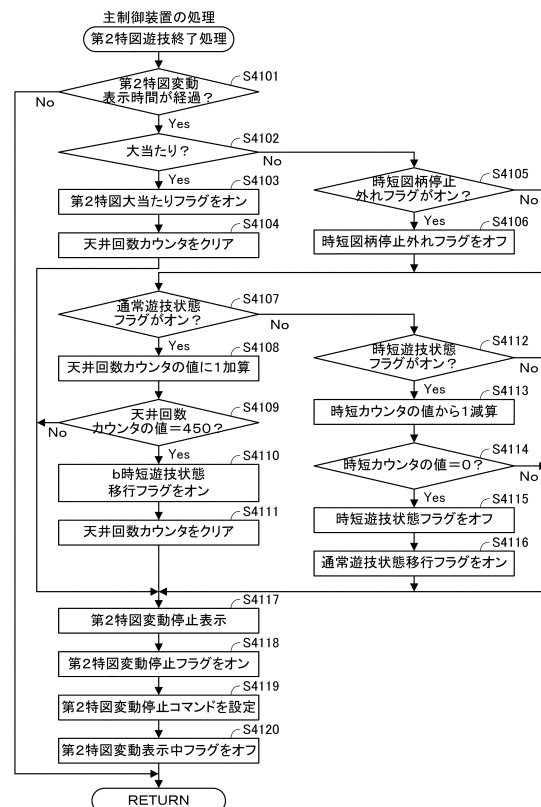 主制御装置の処理
第2特図遊技終了処理
第2特図変動
表示時間が経過？
S4101
No
Yes
大当たり？
S4102
No
Yes
第2特図大当たりフラグをオン
S4103
天井回数カウンタをクリア
S4104
時短図柄停止
外れフラグがオン？
S4105
No
Yes
時短図柄停止外れフラグをオフ
S4106
通常遊技状態
フラグがオン？
S4107
No
Yes
天井回数カウンタの値に1加算
S4108
天井回数
カウンタの値＝450？
S4109
No
Yes
b時短遊技状態
移行フラグをオン
S4110
天井回数カウンタをクリア
S4111
時短遊技状態
フラグがオン？
S4112
No
Yes
時短カウンタの値から1減算
S4113
時短カウンタの値＝0？
S4114
No
Yes
時短遊技状態フラグをオフ
S4115
通常遊技状態移行フラグをオン
S4116
第2特図変動停止表示
S4117
第2特図変動停止フラグをオン
S4118
第2特図変動停止コマンドを設定
S4119
第2特図変動表示中フラグをオフ
S4120
RETURN